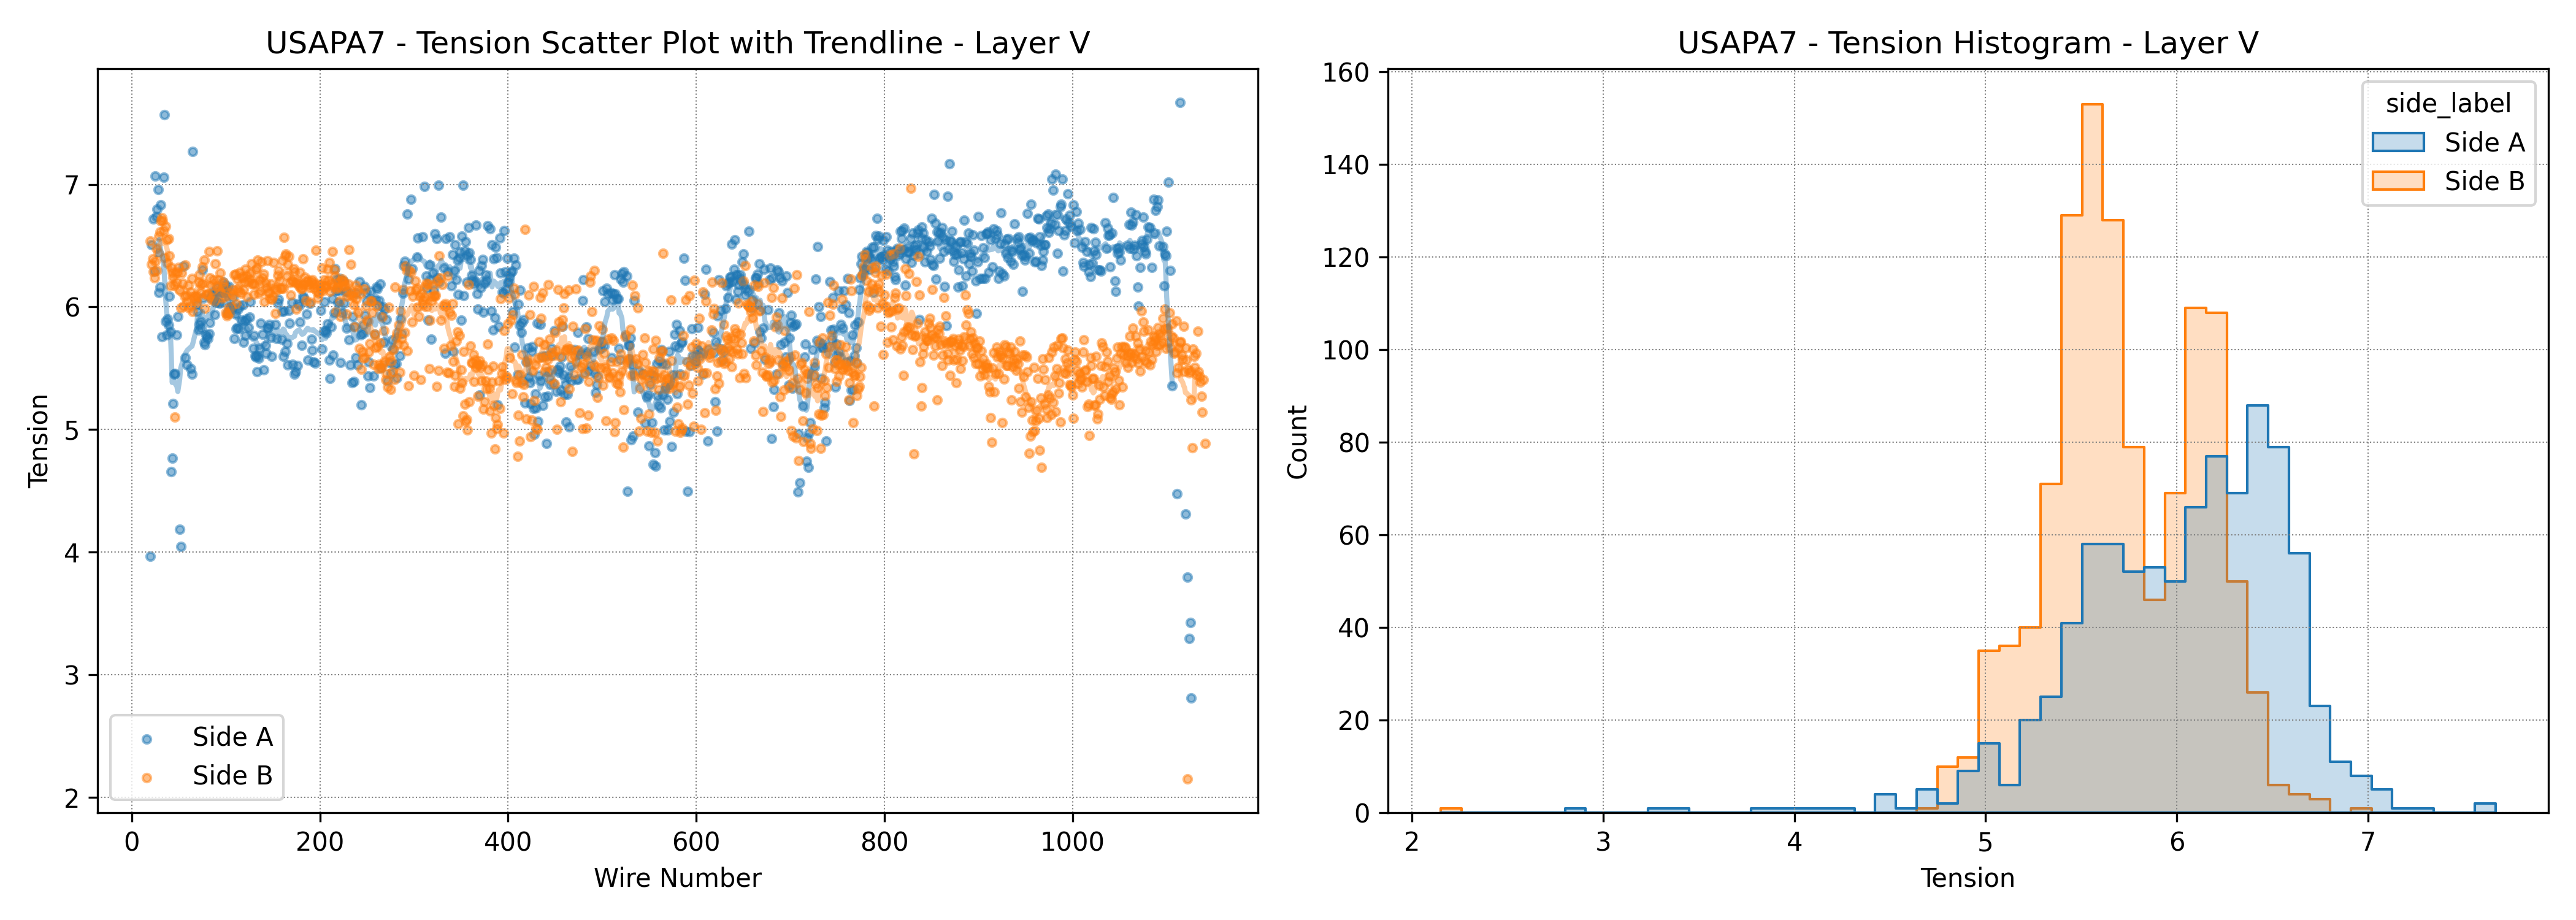 USAPA7 - Tension Scatter Plot with Trendline - Layer V
Tension
7
6
5
4
3
2
0
200
400
600
800
1000
Wire Number
Side A
Side B
USAPA7 - Tension Histogram - Layer V
Count
160
140
120
100
80
60
40
20
0
2
3
4
5
6
7
Tension
side_label
Side A
Side B